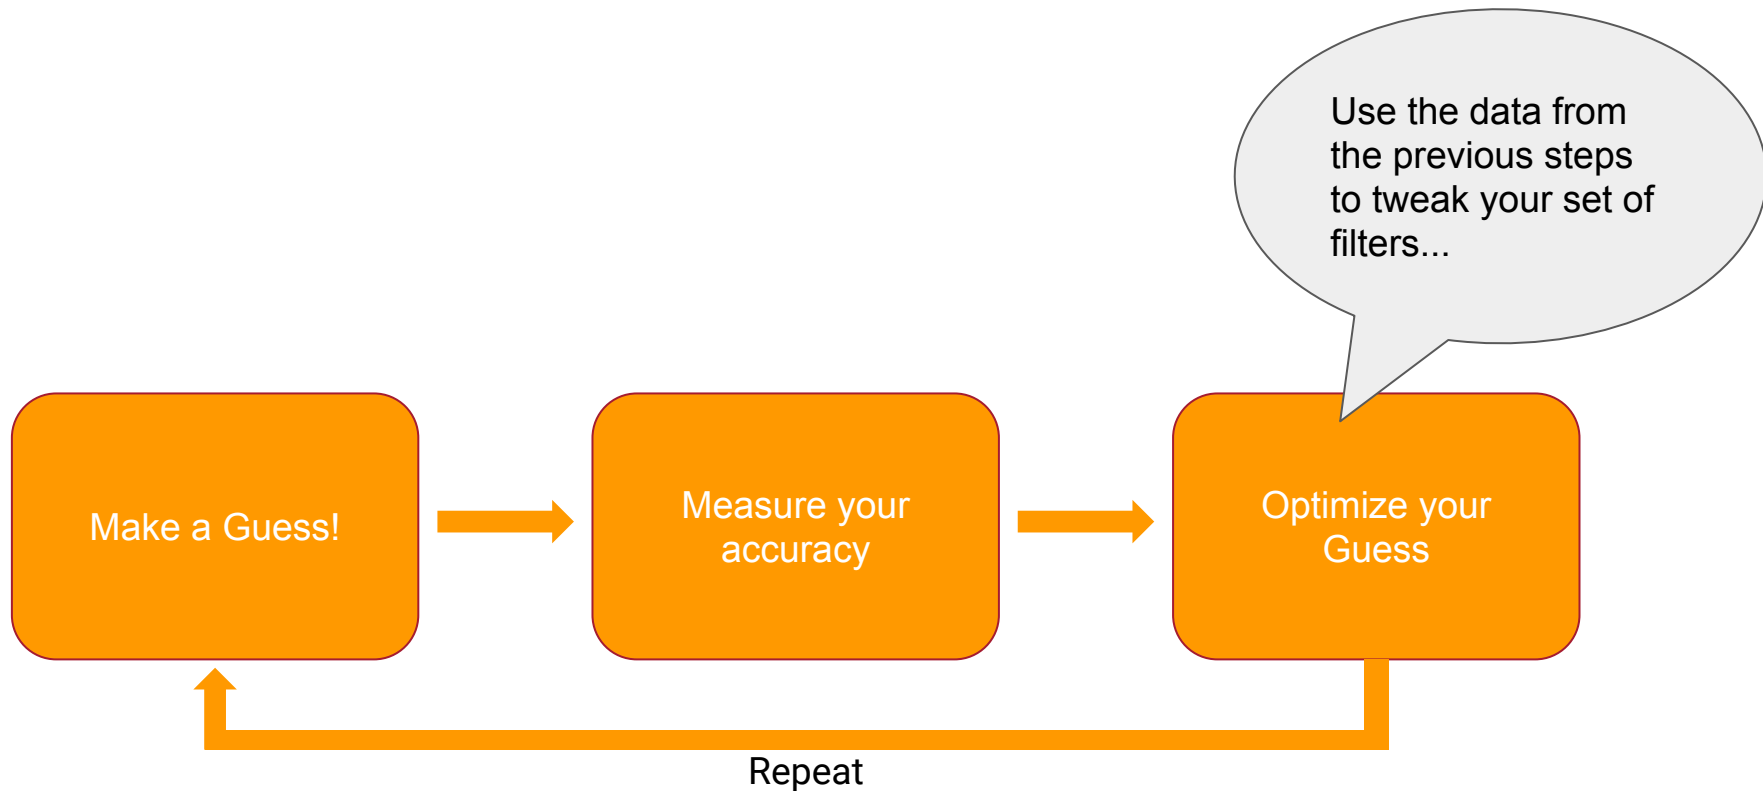 Use the data from
the previous steps
to tweak your set of
filters...
Make a Guess!
Measure your
accuracy
Optimize your
Guess
Repeat